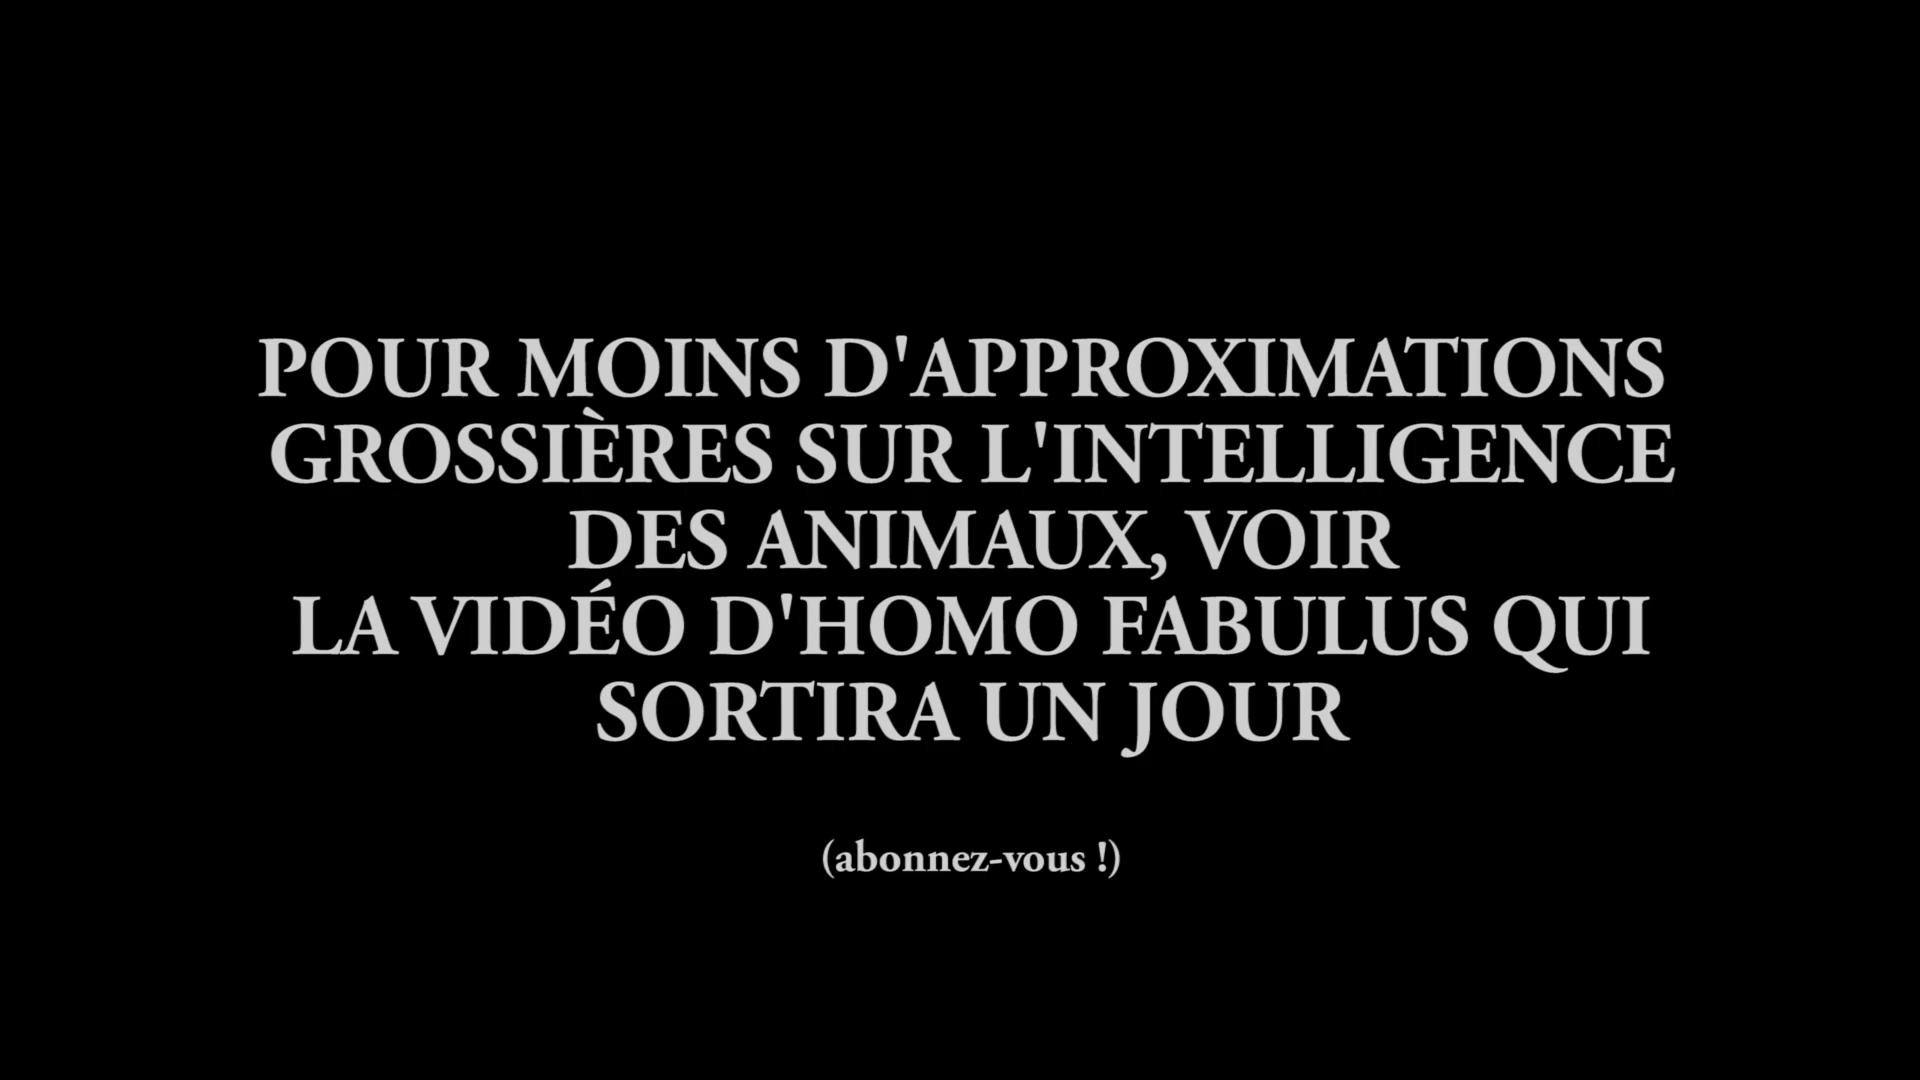 POUR MOINS D'APPROXIMATIONS
GROSSIÈRES SUR L'INTELLIGENCE
DES ANIMAUX, VOIR
LA VIDÉO D'HOMO FABULUS QUI
SORTIRA UN JOUR
(abonnez-vous !)